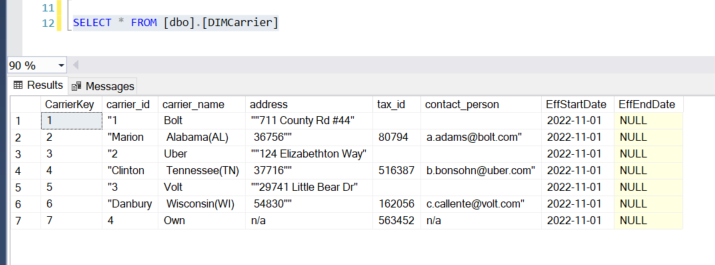 11
12 SELECT * FROM [dbo].[DIMCarrier]
90 %
Results Messages
CarrierKey carrier_id carrier_name address tax_id contact_person EffStartDate EffEndDate
1 1 "1 Bolt ""711 County Rd #44" 2022-11-01 NULL
2 2 "Marion Alabama(AL) 36756"" 80794 a.adams@bolt.com" 2022-11-01 NULL
3 3 "2 Uber ""124 Elizabethton Way" 2022-11-01 NULL
4 4 "Clinton Tennessee(TN) 37716"" 516387 b.bonsohn@uber.com" 2022-11-01 NULL
5 5 "3 Volt ""29741 Little Bear Dr" 2022-11-01 NULL
6 6 "Danbury Wisconsin(WI) 54830"" 162056 c.callente@volt.com" 2022-11-01 NULL
7 7 4 Own n/a 563452 n/a 2022-11-01 NULL